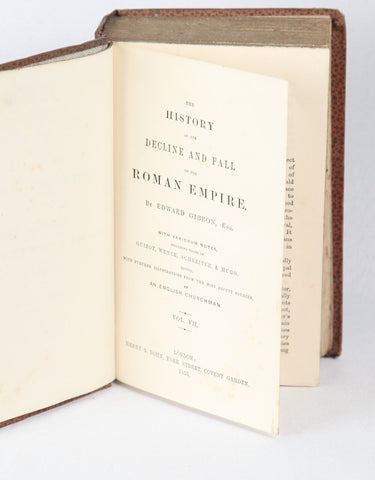 THE
HISTORY
OF THE
DECLINE AND FALL
OF THE
ROMAN EMPIRE.
BY EDWARD GIBBON, ESQ.
WITH VARIORUM NOTES,
INCLUDING THOSE OF
GUIZOT, WENCK, SCHREITER, & HUGO.
EDITED,
WITH FURTHER ILLUSTRATIONS FROM THE MOST RECENT SOURCES,
BY
AN ENGLISH CHURCHMAN.
VOL. VII.
LONDON:
HENRY G. BOHN, YORK STREET, COVENT GARDEN.